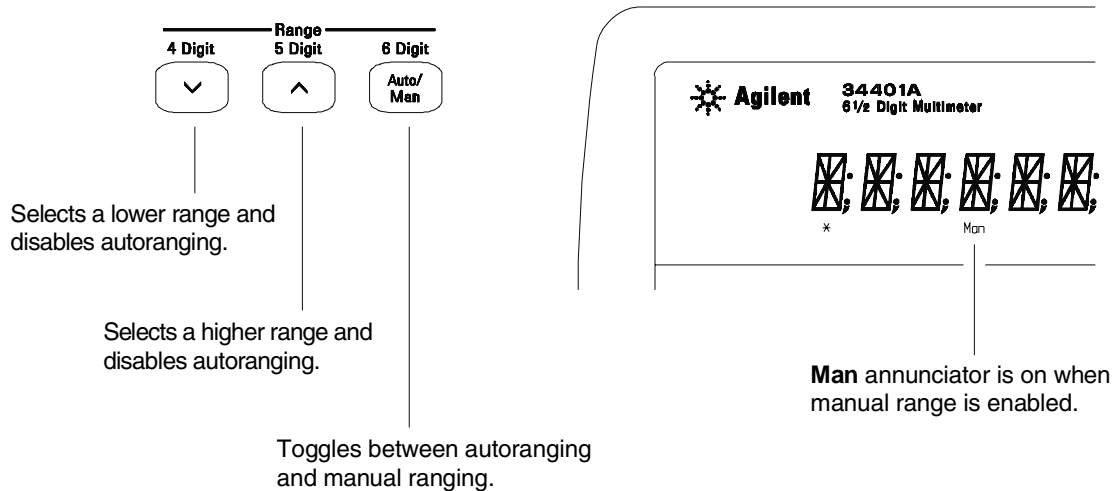 Range
4 Digit 5 Digit 6 Digit
Auto/
Man
Selects a lower range and
disables autoranging.
Selects a higher range and
disables autoranging.
Toggles between autoranging
and manual ranging.
Agilent
34401A
6 1/2 Digit Multimeter
* Man
Man annunciator is on when
manual range is enabled.